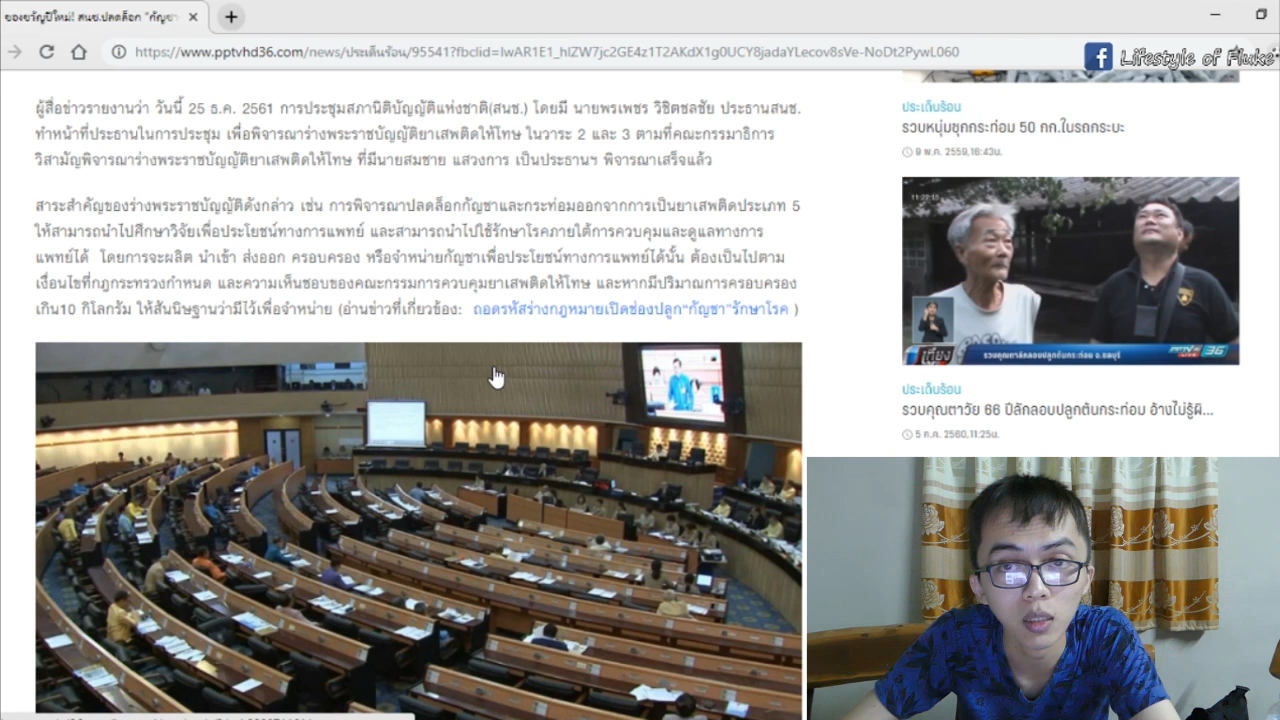 ของขวัญปีใหม่! สนช.ปลดล็อก "กัญชา
https://www.pptvhd36.com/news/ประเด็นร้อน/95541?fbclid=IwAR1E1_hlZW7jc2GE4z1T2AKdX1g0UCY8jadaYLecov8sVe-NoDt2PywL060
Lifestyle of Fluke
ผู้สื่อข่าวรายงานว่า วันนี้ 25 ธ.ค. 2561 การประชุมสภานิติบัญญัติแห่งชาติ(สนช.) โดยมี นายพรเพชร วิชิตชลชัย ประธานสนช.
ทำหน้าที่ประธานในการประชุม เพื่อพิจารณาร่างพระราชบัญญัติยาเสพติดให้โทษ ในวาระ 2 และ 3 ตามที่คณะกรรมาธิการ
วิสามัญพิจารณาร่างพระราชบัญญัติยาเสพติดให้โทษ ที่มีนายสมชาย แสวงการ เป็นประธานฯ พิจารณาเสร็จแล้ว
สาระสำคัญของร่างพระราชบัญญัติดังกล่าว เช่น การพิจารณาปลดล็อกกัญชาและกระท่อมออกจากการเป็นยาเสพติดประเภท 5
ให้สามารถนำไปศึกษาวิจัยเพื่อประโยชน์ทางการแพทย์ และสามารถนำไปใช้รักษาโรคภายใต้การควบคุมและดูแลทางการ
แพทย์ได้ โดยการจะผลิต นำเข้า ส่งออก ครอบครอง หรือจำหน่ายกัญชาเพื่อประโยชน์ทางการแพทย์ได้นั้น ต้องเป็นไปตาม
เงื่อนไขที่กฎกระทรวงกำหนด และความเห็นชอบของคณะกรรมการควบคุมยาเสพติดให้โทษ และหากมีปริมาณการครอบครอง
เกิน10 กิโลกรัม ให้สันนิษฐานว่ามีไว้เพื่อจำหน่าย (อ่านข่าวที่เกี่ยวข้อง: ถอดรหัสร่างกฎหมายเปิดช่องปลูก"กัญชา"รักษาโรค )
ประเด็นร้อน
รวบหนุ่มซุกกระท่อม 50 กก.ในรถกระบะ
9 พ.ค. 2559,16:43น.
11:22:15
เที่ยง
รวบคุณตาลักลอบปลูกต้นกระท่อม จ.ชลบุรี
PPTV 36
ประเด็นร้อน
รวบคุณตาวัย 66 ปีลักลอบปลูกต้นกระท่อม อ้างไม่รู้ผิ...
5 ก.ค. 2560,11:25น.